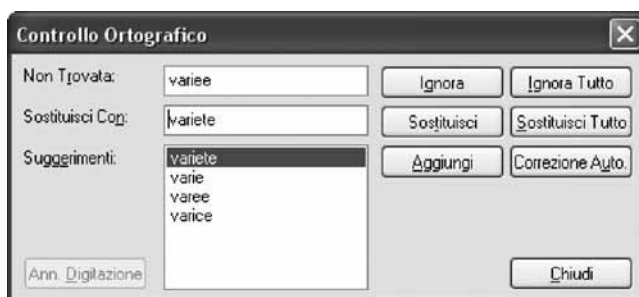 Controllo Ortografico
Non Trovata: variee Ignora Ignora Tutto
Sostituisci Con: variete Sostituisci Sostituisci Tutto
Suggerimenti: variete Aggiungi Correzione Auto.
varie
varee
varice
Ann. Digitazione Chiudi